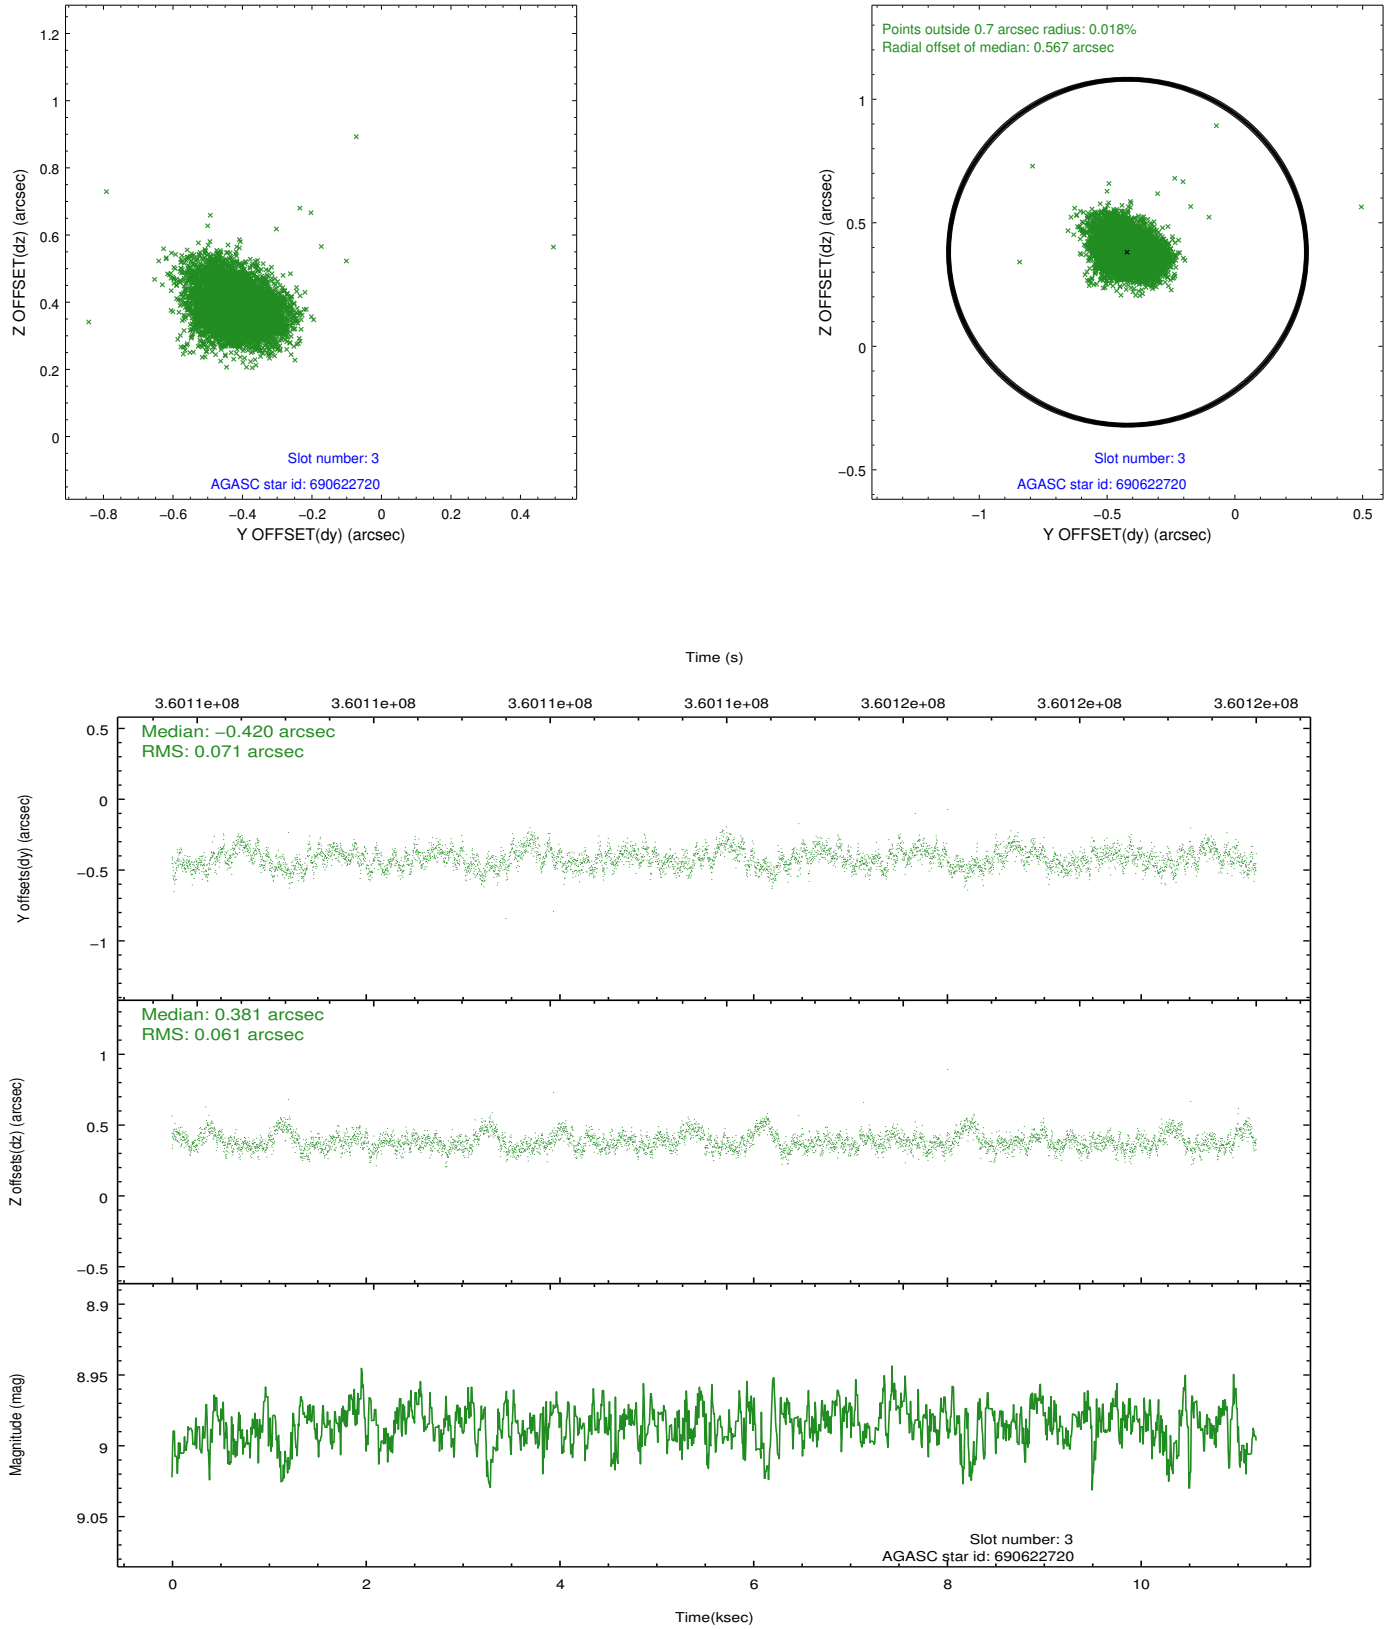 1.2
1
0.8
0.6
0.4
0.2
0
Z OFFSET(dz) (arcsec)
Slot number: 3
AGASC star id: 690622720
−0.8 −0.6 −0.4 −0.2 0 0.2 0.4
Y OFFSET(dy) (arcsec)
Points outside 0.7 arcsec radius: 0.018%
Radial offset of median: 0.567 arcsec
1
0.5
0
−0.5
Z OFFSET(dz) (arcsec)
Slot number: 3
AGASC star id: 690622720
−1 −0.5 0 0.5
Y OFFSET(dy) (arcsec)
Time (s)
3.6011e+08 3.6011e+08 3.6011e+08 3.6011e+08 3.6012e+08 3.6012e+08 3.6012e+08
Median: −0.420 arcsec
RMS: 0.071 arcsec
0.5
0
−0.5
−1
Y offsets(dy) (arcsec)
Median: 0.381 arcsec
RMS: 0.061 arcsec
1
0.5
0
−0.5
Z offsets(dz) (arcsec)
8.9
8.95
9
9.05
Magnitude (mag)
Slot number: 3
AGASC star id: 690622720
0 2 4 6 8 10
Time(ksec)